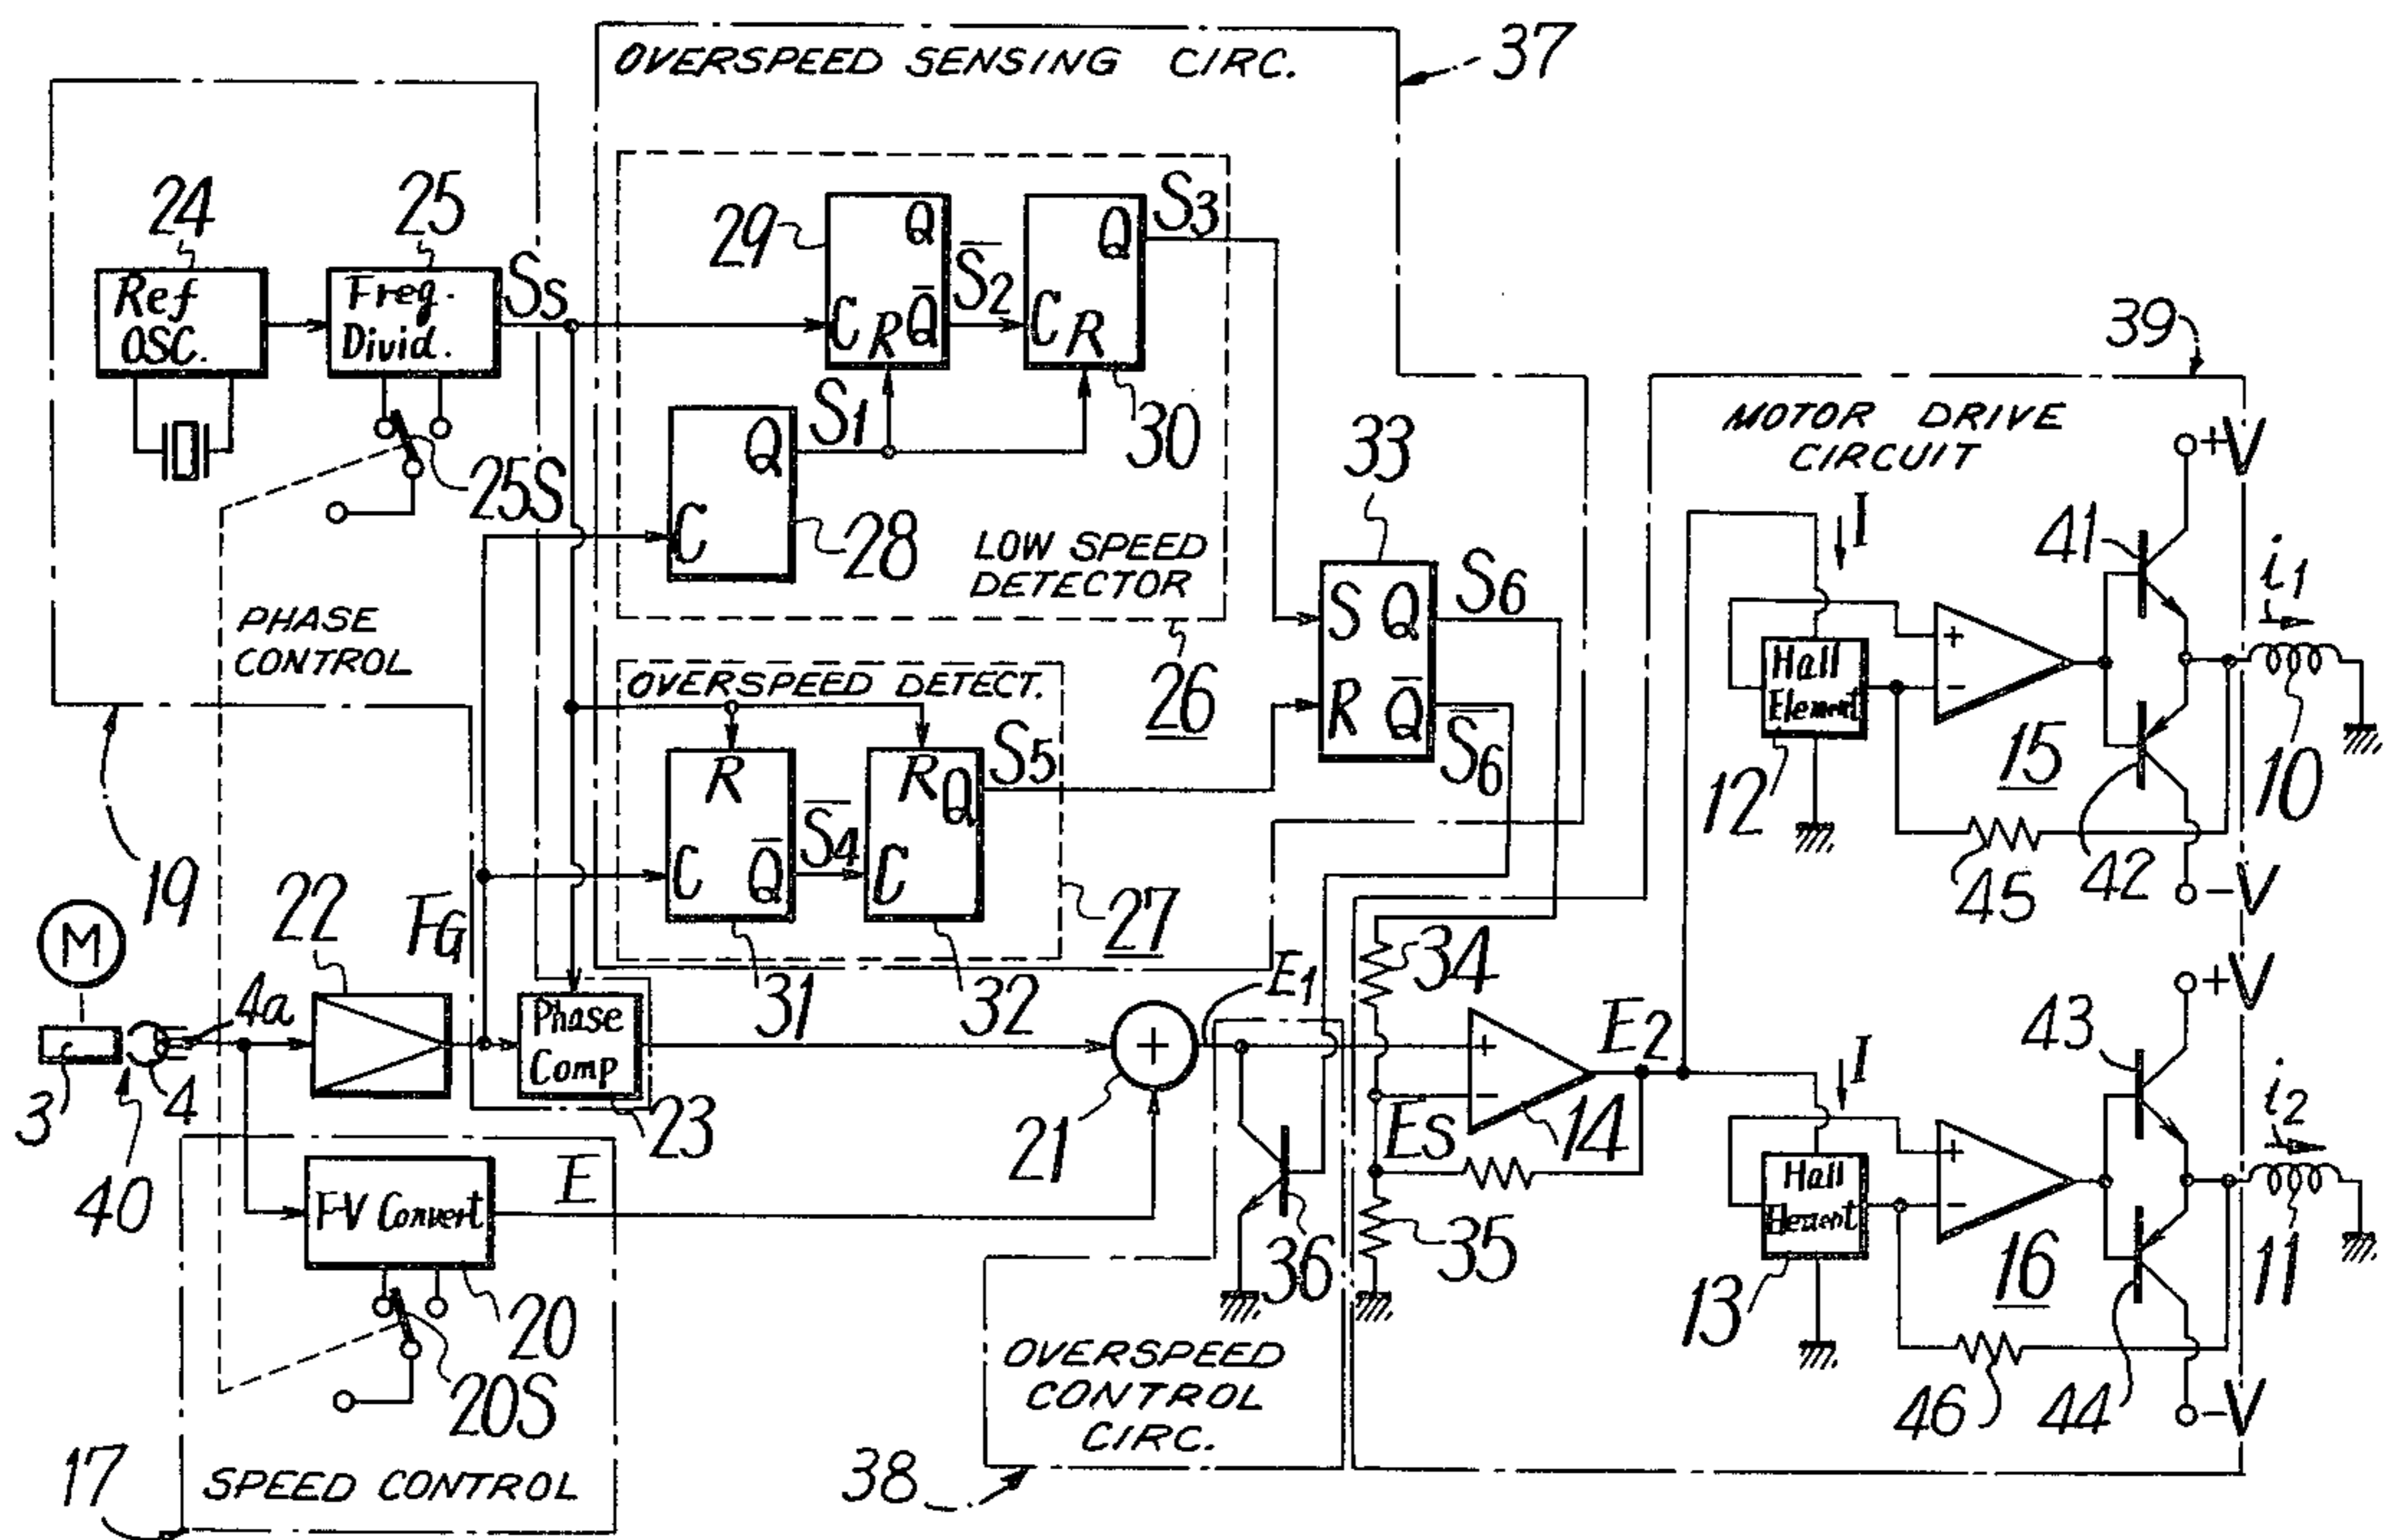 OVERSPEED SENSING CIRC.
37
24
25
Ref
OSC.
Freq.
Divid.
SS
25S
PHASE
CONTROL
19
29
Q
C R Q̅
S̅2̅
Q
C R
S3
30
S1
Q
C
28
LOW SPEED
DETECTOR
26
33
S Q
R Q̅
S6
S̅6̅
OVERSPEED DETECT.
R
C Q̅
S̅4̅
R Q
C
S5
31
32
27
39
MOTOR DRIVE
CIRCUIT
+V
I
41
i1
+
-
Hall
Element
12
15
42
10
45
-V
M
22
FG
4a
3
4
40
Phase
Comp
23
+
21
E1
34
+
-
14
E2
ES
35
36
E
F-V Convert
20
20S
SPEED CONTROL
17
OVERSPEED
CONTROL
CIRC.
38
+V
43
I
i2
+
-
Hall
Element
13
16
44
11
46
-V